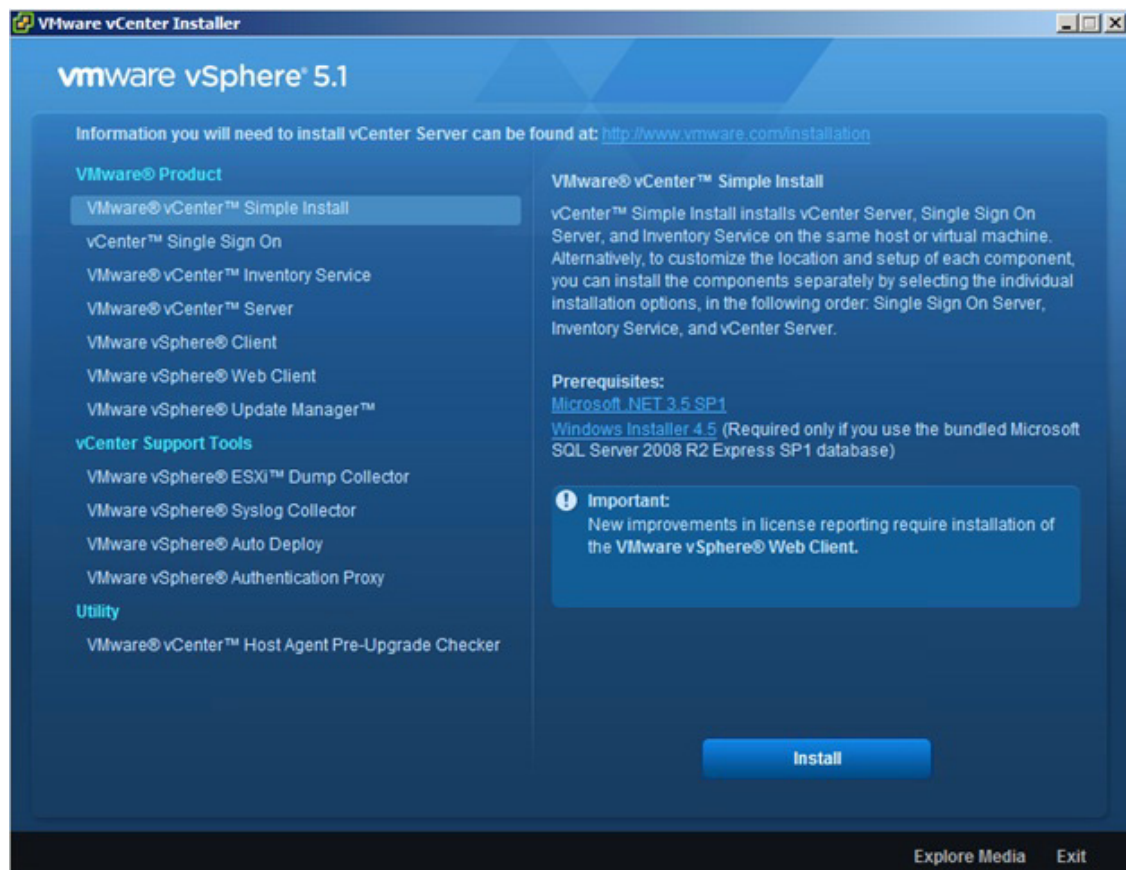 VMware vCenter Installer
vmware vSphere® 5.1
Information you will need to install vCenter Server can be found at: http://www.vmware.com/installation
VMware® Product
VMware® vCenter™ Simple Install
vCenter™ Single Sign On
VMware® vCenter™ Inventory Service
VMware® vCenter™ Server
VMware vSphere® Client
VMware vSphere® Web Client
VMware vSphere® Update Manager™
vCenter Support Tools
VMware vSphere® ESXi™ Dump Collector
VMware vSphere® Syslog Collector
VMware vSphere® Auto Deploy
VMware vSphere® Authentication Proxy
Utility
VMware® vCenter™ Host Agent Pre-Upgrade Checker
VMware® vCenter™ Simple Install
vCenter™ Simple Install installs vCenter Server, Single Sign On
Server, and Inventory Service on the same host or virtual machine.
Alternatively, to customize the location and setup of each component,
you can install the components separately by selecting the individual
installation options, in the following order: Single Sign On Server,
Inventory Service, and vCenter Server.
Prerequisites:
Microsoft .NET 3.5 SP1
Windows Installer 4.5 (Required only if you use the bundled Microsoft
SQL Server 2008 R2 Express SP1 database)
Important:
New improvements in license reporting require installation of
the VMware vSphere® Web Client.
Install
Explore Media Exit